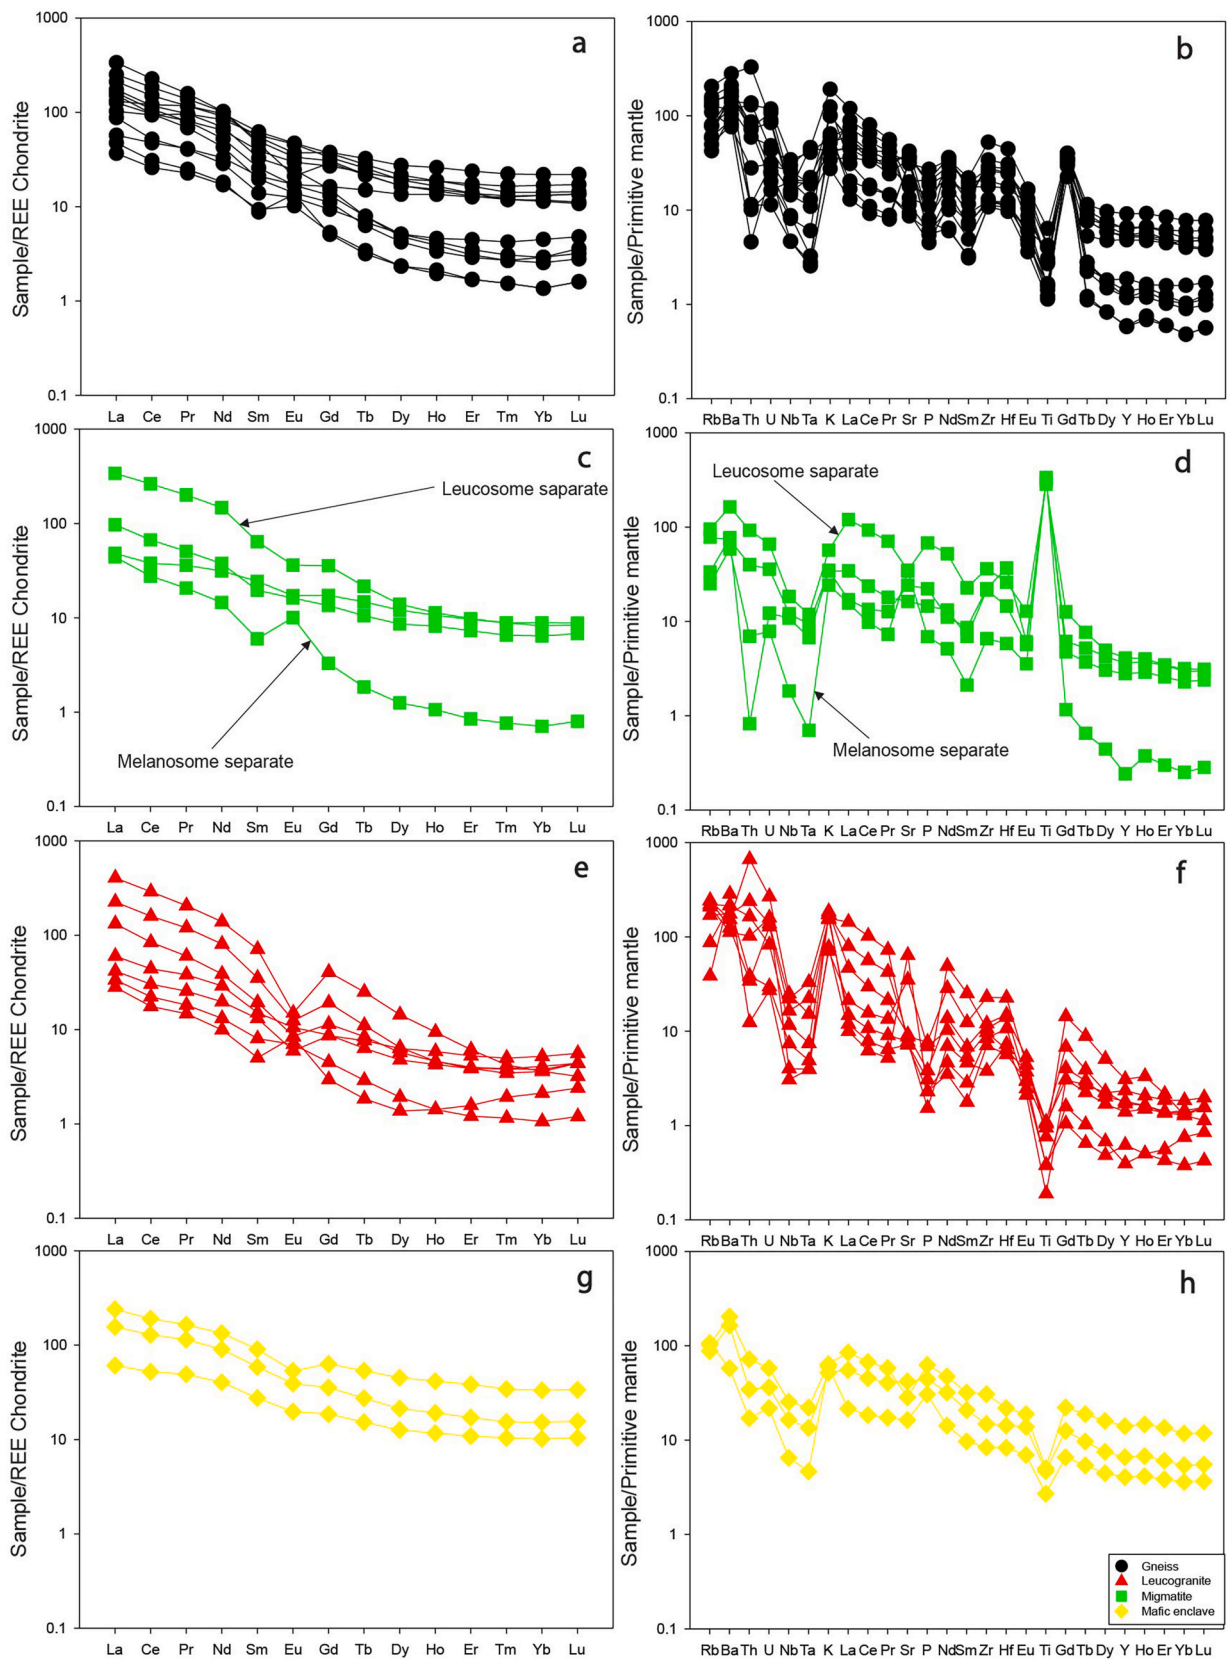 a
1000
100
10
1
0.1
Sample/REE Chondrite
La Ce Pr Nd Sm Eu Gd Tb Dy Ho Er Tm Yb Lu
b
1000
100
10
1
0.1
Sample/Primitive mantle
Rb Ba Th U Nb Ta K La Ce Pr Sr P Nd Sm Zr Hf Eu Ti Gd Tb Dy Y Ho Er Yb Lu
c
1000
100
10
1
0.1
Sample/REE Chondrite
Leucosome saparate
Melanosome separate
La Ce Pr Nd Sm Eu Gd Tb Dy Ho Er Tm Yb Lu
d
1000
100
10
1
0.1
Sample/Primitive mantle
Leucosome saparate
Melanosome separate
Rb Ba Th U Nb Ta K La Ce Pr Sr P Nd Sm Zr Hf Eu Ti Gd Tb Dy Y Ho Er Yb Lu
e
1000
100
10
1
0.1
Sample/REE Chondrite
La Ce Pr Nd Sm Eu Gd Tb Dy Ho Er Tm Yb Lu
f
1000
100
10
1
0.1
Sample/Primitive mantle
Rb Ba Th U Nb Ta K La Ce Pr Sr P Nd Sm Zr Hf Eu Ti Gd Tb Dy Y Ho Er Yb Lu
g
1000
100
10
1
0.1
Sample/REE Chondrite
La Ce Pr Nd Sm Eu Gd Tb Dy Ho Er Tm Yb Lu
h
1000
100
10
1
0.1
Sample/Primitive mantle
Gneiss
Leucogranite
Migmatite
Mafic enclave
Rb Ba Th U Nb Ta K La Ce Pr Sr P Nd Sm Zr Hf Eu Ti Gd Tb Dy Y Ho Er Yb Lu